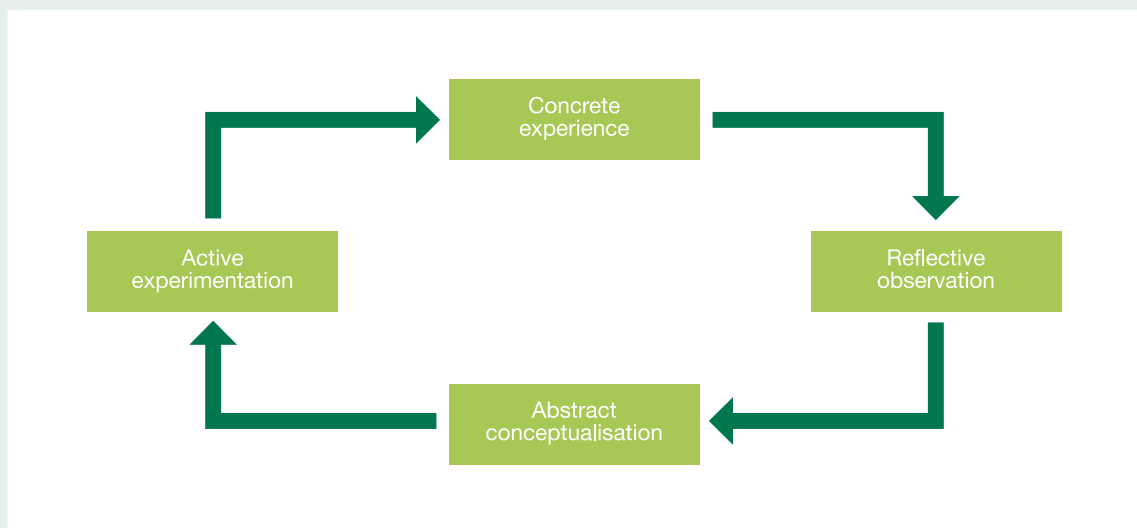 Concrete
experience
Active
experimentation
Reflective
observation
Abstract
conceptualisation